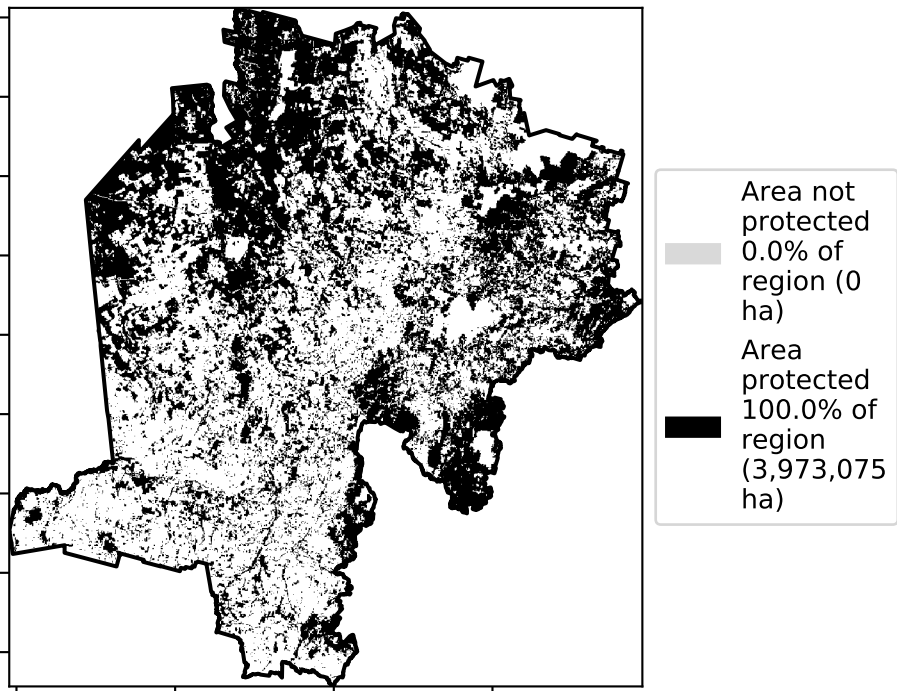 Area not
protected
0.0% of
region (0
ha)
Area
protected
100.0% of
region
(3,973,075
ha)